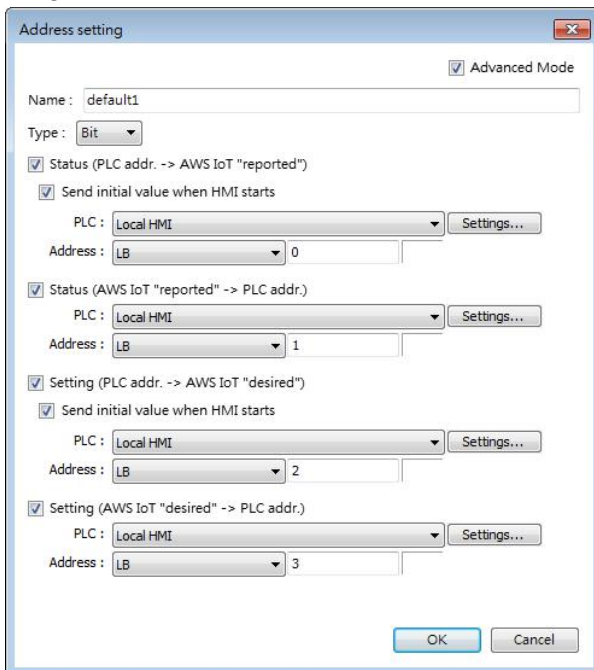 Address setting
Advanced Mode
Name : default1
Type : Bit
Status (PLC addr. -> AWS IoT "reported")
Send initial value when HMI starts
PLC : Local HMI Settings...
Address : LB 0
Status (AWS IoT "reported" -> PLC addr.)
PLC : Local HMI Settings...
Address : LB 1
Setting (PLC addr. -> AWS IoT "desired")
Send initial value when HMI starts
PLC : Local HMI Settings...
Address : LB 2
Setting (AWS IoT "desired" -> PLC addr.)
PLC : Local HMI Settings...
Address : LB 3
OK Cancel